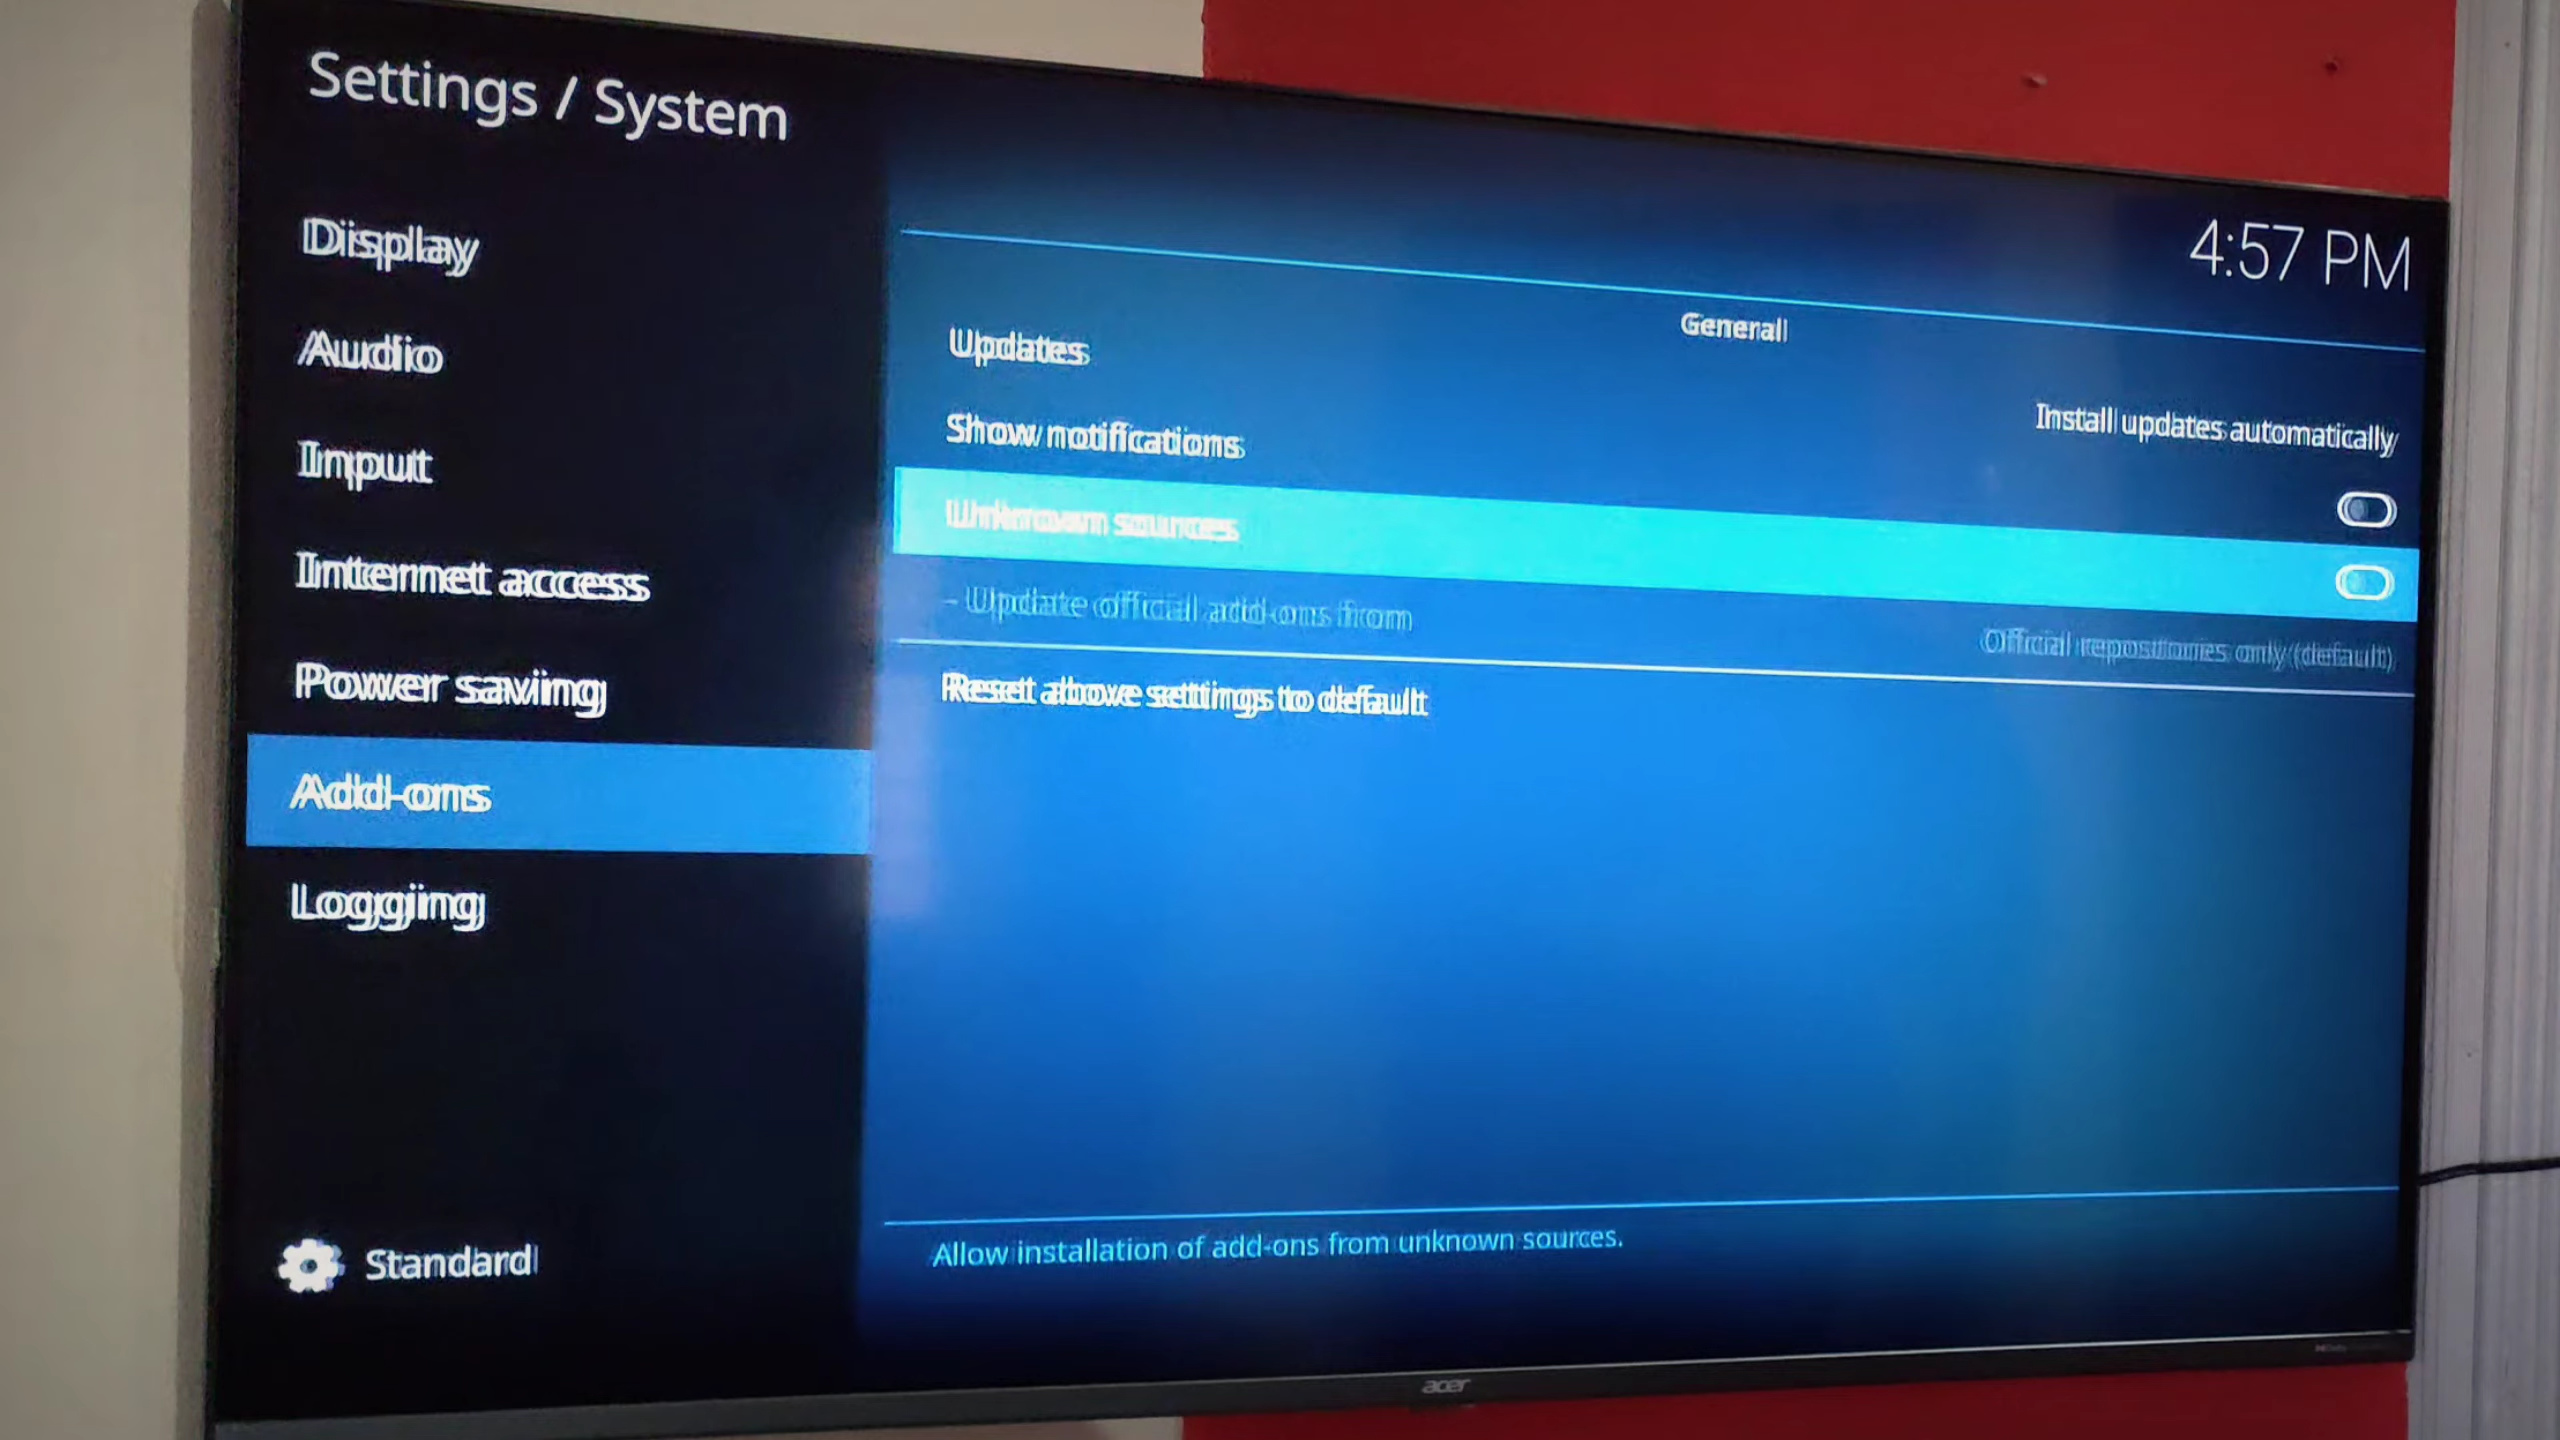 Settings / System
4:57 PM
Display
Audio
Input
Internet access
Power saving
Add-ons
Logging
Standard
General
Updates
Install updates automatically
Show notifications
Unknown sources
- Update official add-ons from
Official repositories only (default)
Reset above settings to default
Allow installation of add-ons from unknown sources.
acer